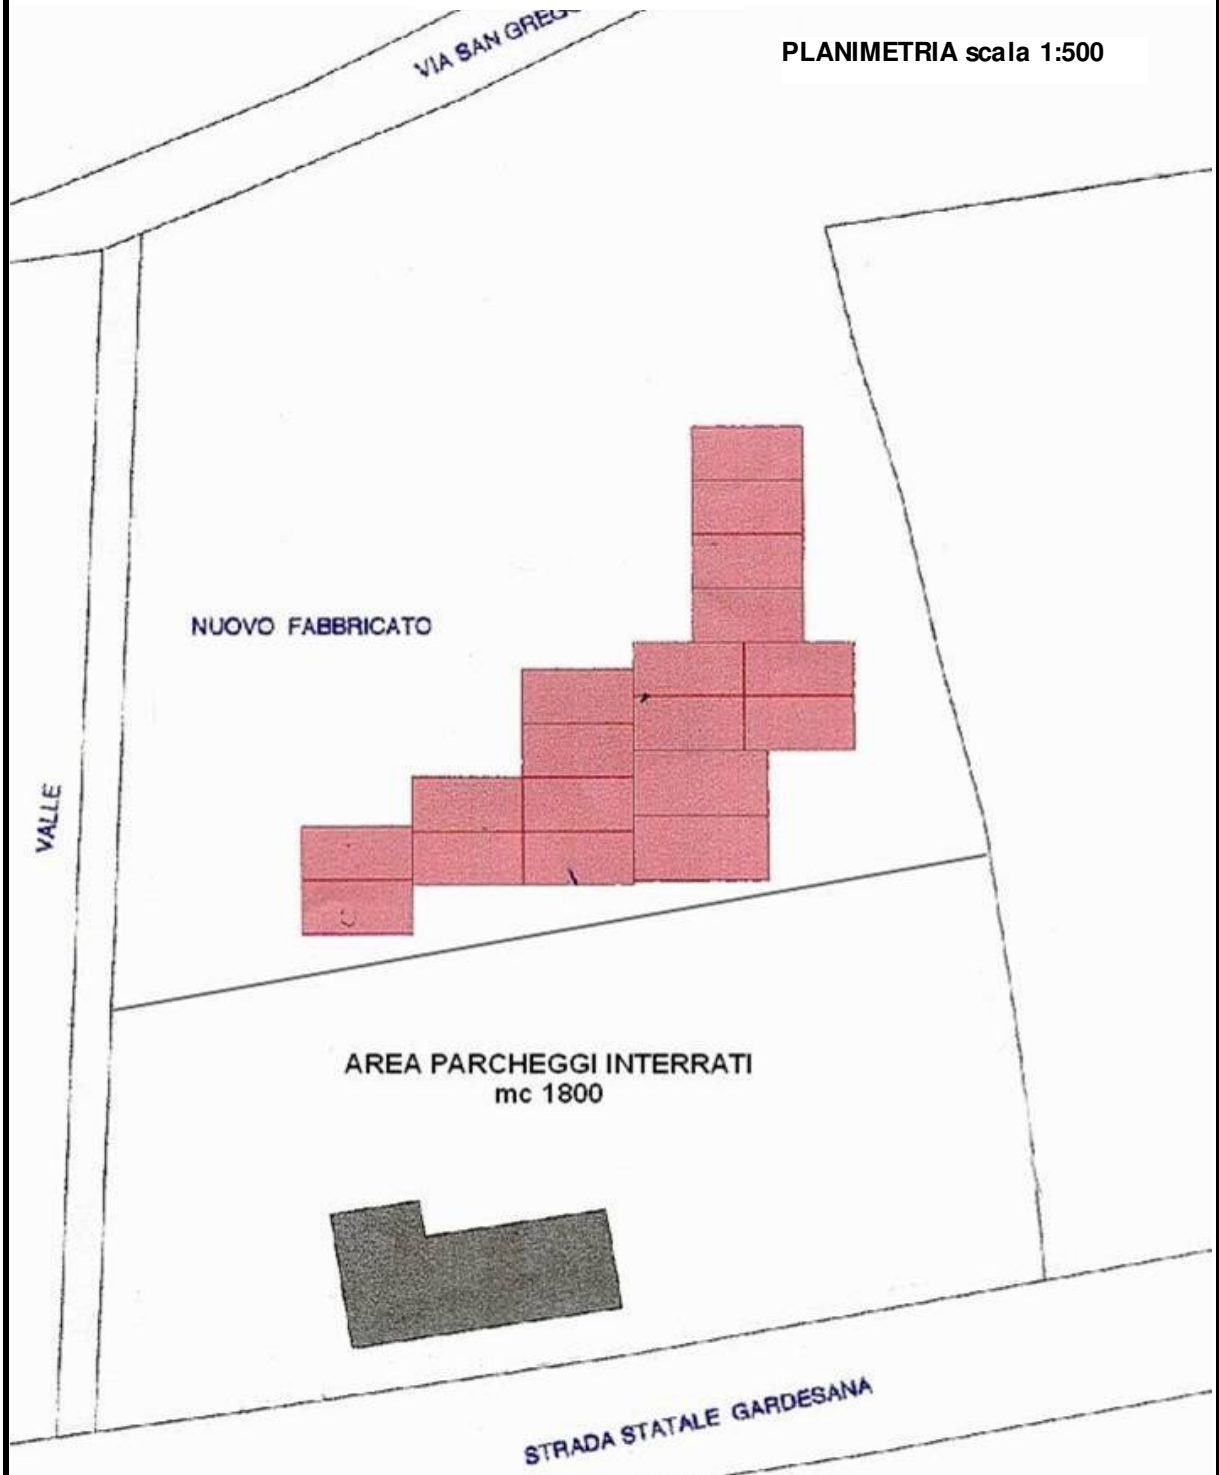 VIA SAN GREG
PLANIMETRIA scala 1:500
NUOVO FABBRICATO
VALLE
AREA PARCHEGGI INTERRATI
mc 1800
STRADA STATALE GARDESANA